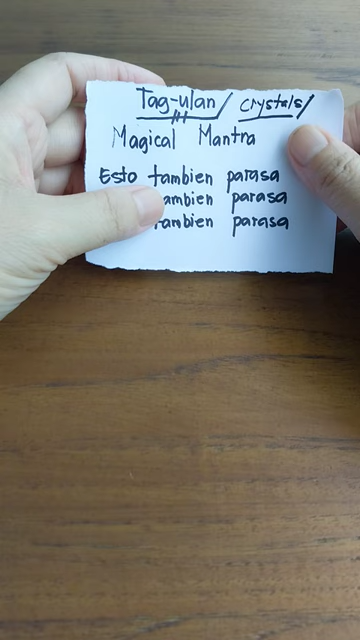 Tag-ulan/ crystals/
Magical Mantra
Esto tambien parasa
ambien parasa
tambien parasa